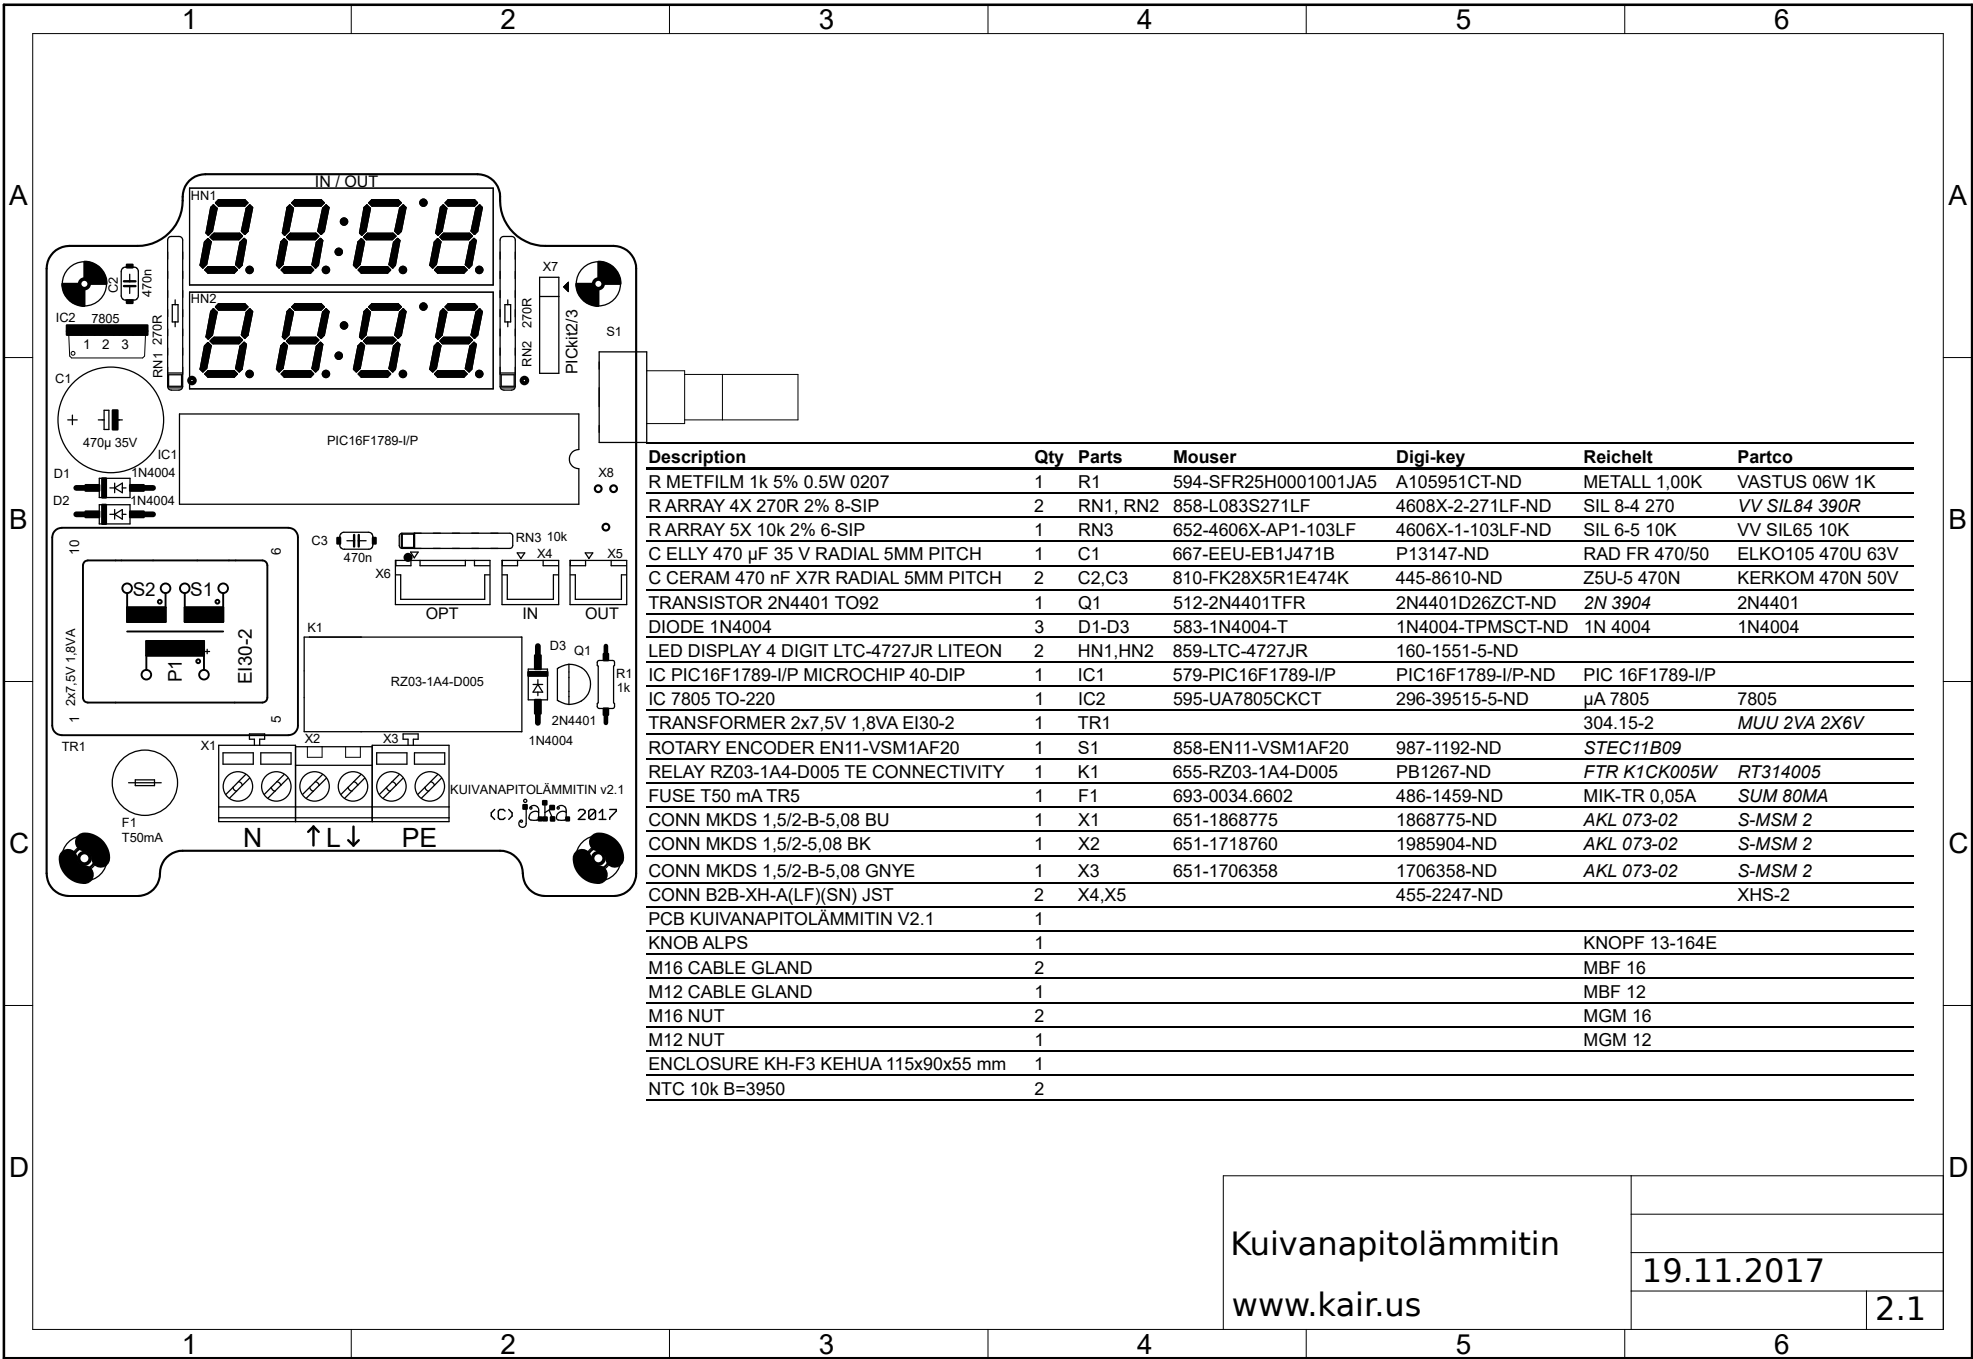 1 2 3 4 5 6
A A
IN / OUT
HN1
88:88
X7
C2
470n
HN2
88:88
IC2 7805
1 2 3
RN1 270R
RN2 270R
PICkit2/3
S1
C1
+
470µ 35V
PIC16F1789-I/P
IC1
D1
1N4004
D2
1N4004
X8
B B
10
6
C3
470n
RN3 10k
X4
X5
X6
OPT IN OUT
S2 S1
P1
+
EI30-2
2x7,5V 1,8VA
1
5
TR1
K1
RZ03-1A4-D005
D3
Q1
R1
1k
2N4401
1N4004
X1 X2 X3
KUIVANAPITOLÄMMITIN v2.1
(C) jaka 2017
F1
T50mA
N ↑L↓ PE
C C
Description Qty Parts Mouser Digi-key Reichelt Partco
R METFILM 1k 5% 0.5W 0207 1 R1 594-SFR25H0001001JA5 A105951CT-ND METALL 1,00K VASTUS 06W 1K
R ARRAY 4X 270R 2% 8-SIP 2 RN1, RN2 858-L083S271LF 4608X-2-271LF-ND SIL 8-4 270 VV SIL84 390R
R ARRAY 5X 10k 2% 6-SIP 1 RN3 652-4606X-AP1-103LF 4606X-1-103LF-ND SIL 6-5 10K VV SIL65 10K
C ELLY 470 µF 35 V RADIAL 5MM PITCH 1 C1 667-EEU-EB1J471B P13147-ND RAD FR 470/50 ELKO105 470U 63V
C CERAM 470 nF X7R RADIAL 5MM PITCH 2 C2,C3 810-FK28X5R1E474K 445-8610-ND Z5U-5 470N KERKOM 470N 50V
TRANSISTOR 2N4401 TO92 1 Q1 512-2N4401TFR 2N4401D26ZCT-ND 2N 3904 2N4401
DIODE 1N4004 3 D1-D3 583-1N4004-T 1N4004-TPMSCT-ND 1N 4004 1N4004
LED DISPLAY 4 DIGIT LTC-4727JR LITEON 2 HN1,HN2 859-LTC-4727JR 160-1551-5-ND
IC PIC16F1789-I/P MICROCHIP 40-DIP 1 IC1 579-PIC16F1789-I/P PIC16F1789-I/P-ND PIC 16F1789-I/P
IC 7805 TO-220 1 IC2 595-UA7805CKCT 296-39515-5-ND µA 7805 7805
TRANSFORMER 2x7,5V 1,8VA EI30-2 1 TR1 304.15-2 MUU 2VA 2X6V
ROTARY ENCODER EN11-VSM1AF20 1 S1 858-EN11-VSM1AF20 987-1192-ND STEC11B09
RELAY RZ03-1A4-D005 TE CONNECTIVITY 1 K1 655-RZ03-1A4-D005 PB1267-ND FTR K1CK005W RT314005
FUSE T50 mA TR5 1 F1 693-0034.6602 486-1459-ND MIK-TR 0,05A SUM 80MA
CONN MKDS 1,5/2-B-5,08 BU 1 X1 651-1868775 1868775-ND AKL 073-02 S-MSM 2
CONN MKDS 1,5/2-5,08 BK 1 X2 651-1718760 1985904-ND AKL 073-02 S-MSM 2
CONN MKDS 1,5/2-B-5,08 GNYE 1 X3 651-1706358 1706358-ND AKL 073-02 S-MSM 2
CONN B2B-XH-A(LF)(SN) JST 2 X4,X5 455-2247-ND XHS-2
PCB KUIVANAPITOLÄMMITIN V2.1 1
KNOB ALPS 1 KNOPF 13-164E
M16 CABLE GLAND 2 MBF 16
M12 CABLE GLAND 1 MBF 12
M16 NUT 2 MGM 16
M12 NUT 1 MGM 12
ENCLOSURE KH-F3 KEHUA 115x90x55 mm 1
NTC 10k B=3950 2
D D
Kuivanapitolämmitin
www.kair.us
19.11.2017
2.1
1 2 3 4 5 6